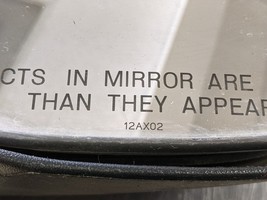 CTS IN MIRROR ARE
THAN THEY APPEAR
12AX02